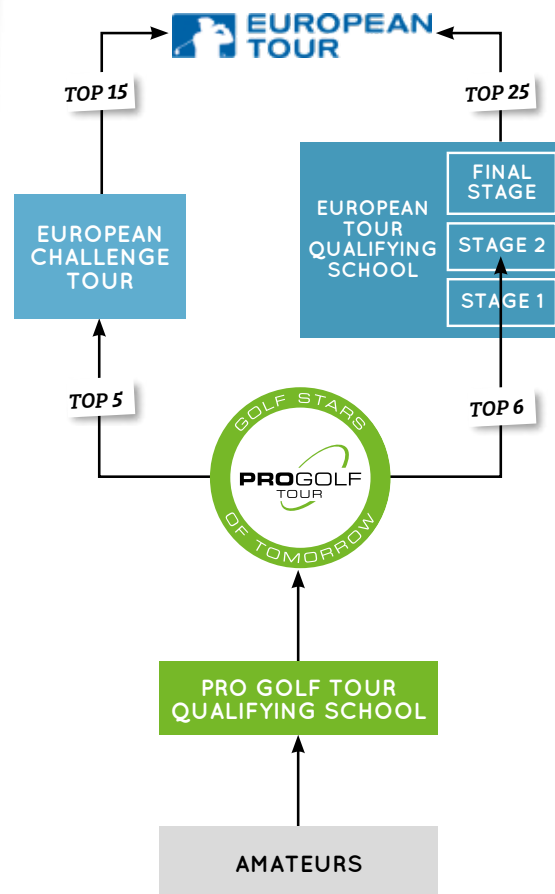 EUROPEAN
TOUR
TOP 15
TOP 25
EUROPEAN
CHALLENGE
TOUR
EUROPEAN
TOUR
QUALIFYING
SCHOOL
FINAL
STAGE
STAGE 2
STAGE 1
TOP 5
TOP 6
GOLF STARS
PROGOLF
TOUR
OF TOMORROW
PRO GOLF TOUR
QUALIFYING SCHOOL
AMATEURS